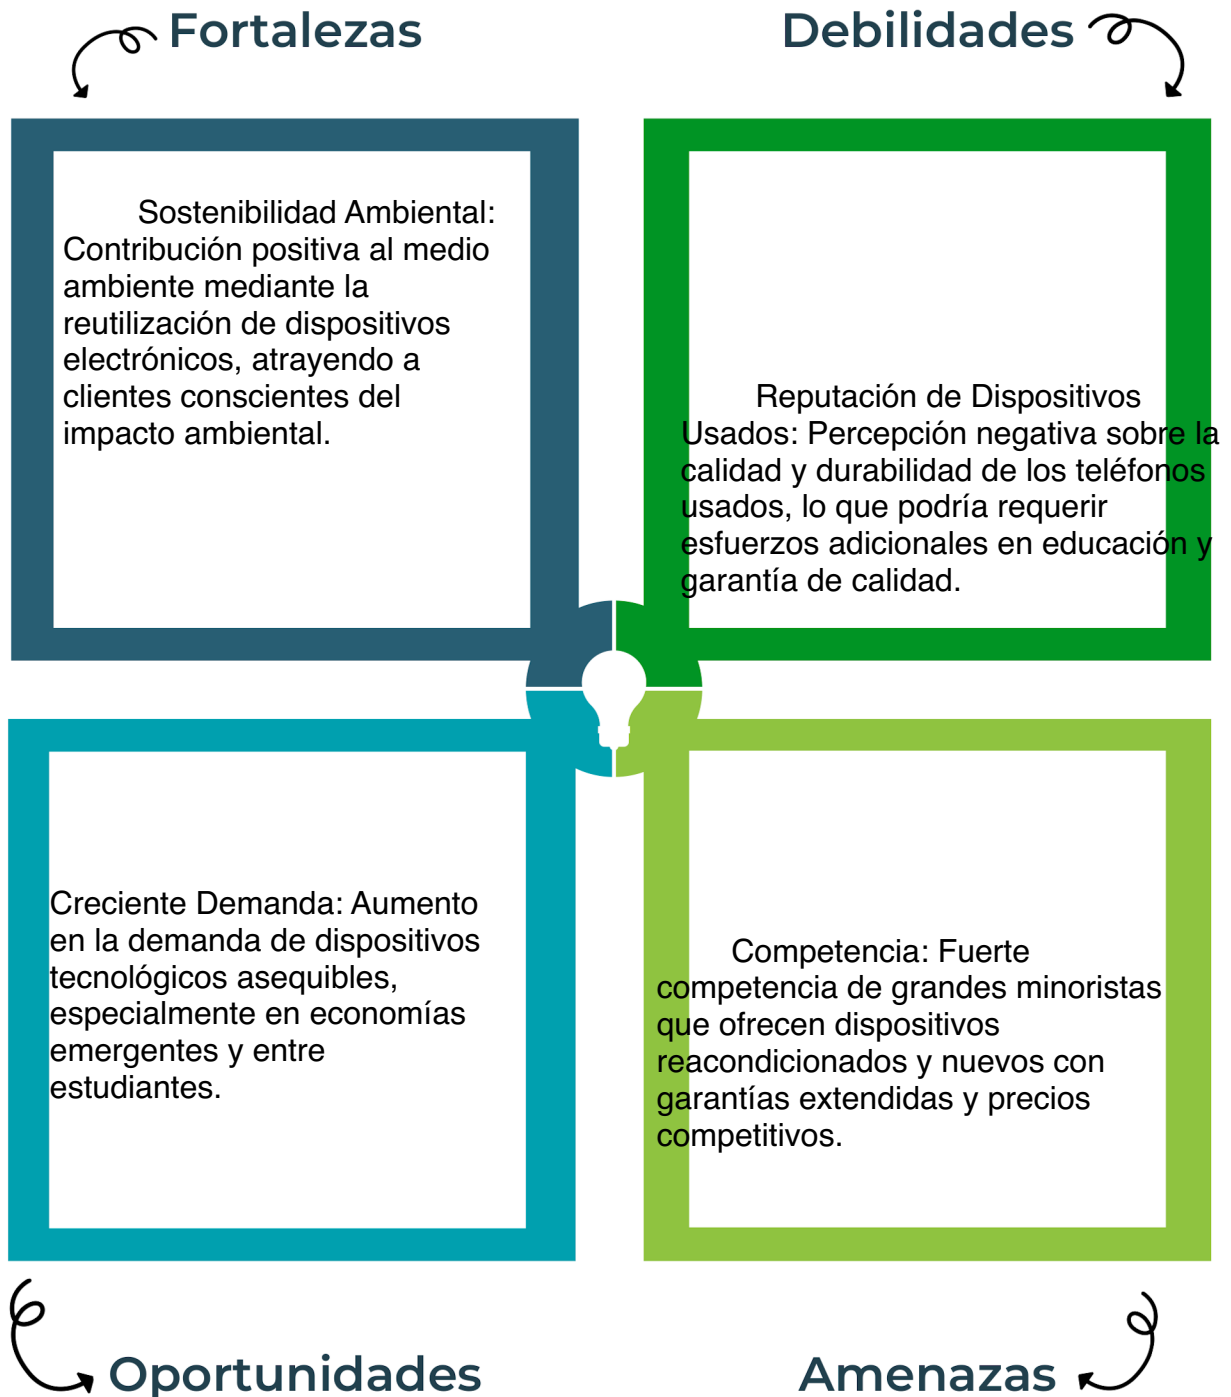 Fortalezas
Sostenibilidad Ambiental:
Contribución positiva al medio
ambiente mediante la
reutilización de dispositivos
electrónicos, atrayendo a
clientes conscientes del
impacto ambiental.
Debilidades
Reputación de Dispositivos
Usados: Percepción negativa sobre la
calidad y durabilidad de los teléfonos
usados, lo que podría requerir
esfuerzos adicionales en educación y
garantía de calidad.
Creciente Demanda: Aumento
en la demanda de dispositivos
tecnológicos asequibles,
especialmente en economías
emergentes y entre
estudiantes.
Oportunidades
Competencia: Fuerte
competencia de grandes minoristas
que ofrecen dispositivos
reacondicionados y nuevos con
garantías extendidas y precios
competitivos.
Amenazas